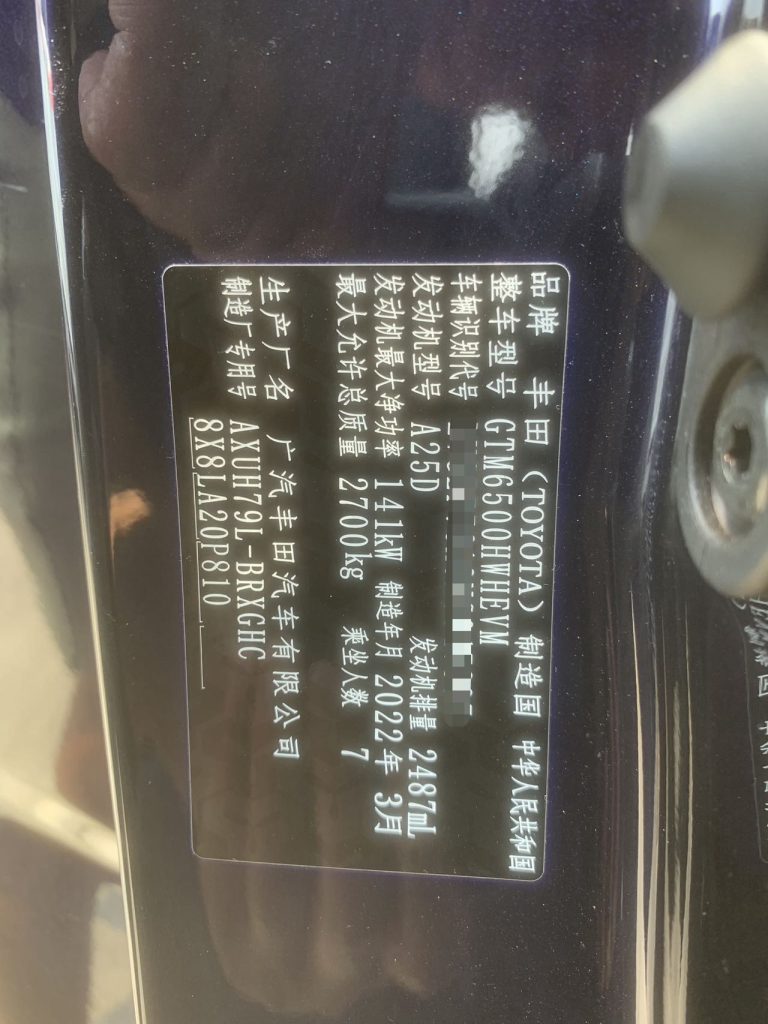 品牌 丰田(TOYOTA) 制造国 中华人民共和国
整车型号 GTM6500HWHEVM
车辆识别代号
发动机型号 A25D 发动机排量 2487mL
发动机最大净功率 141kW 制造年月 2022年 3月
最大允许总质量 2700kg 乘坐人数 7
生产厂名 广汽丰田汽车有限公司
制造厂专用号 AXUH79L-BRXGHC
8X8LA20P810